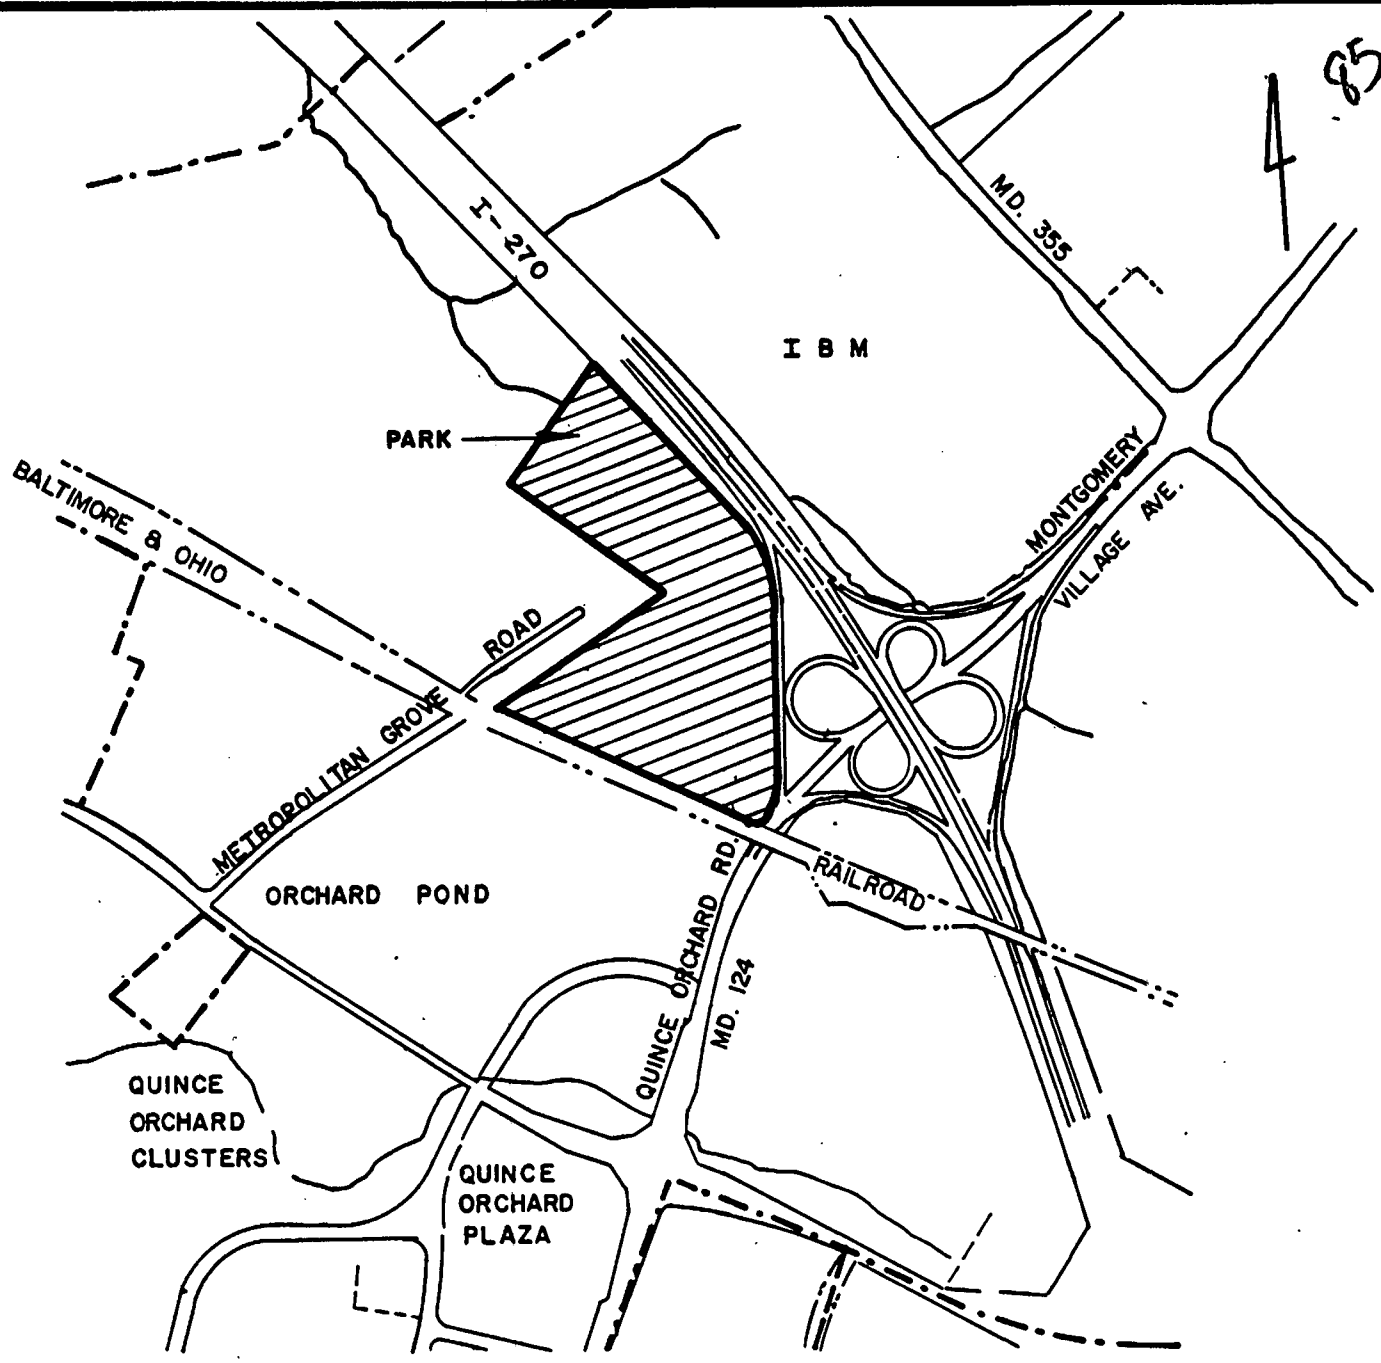 85
I-270
MD. 355
I B M
PARK
MONTGOMERY
VILLAGE AVE.
BALTIMORE & OHIO
ROAD
METROPOLITAN GROVE
RAILROAD
ORCHARD POND
QUINCE ORCHARD RD.
MD. 124
QUINCE
ORCHARD
CLUSTERS
QUINCE
ORCHARD
PLAZA